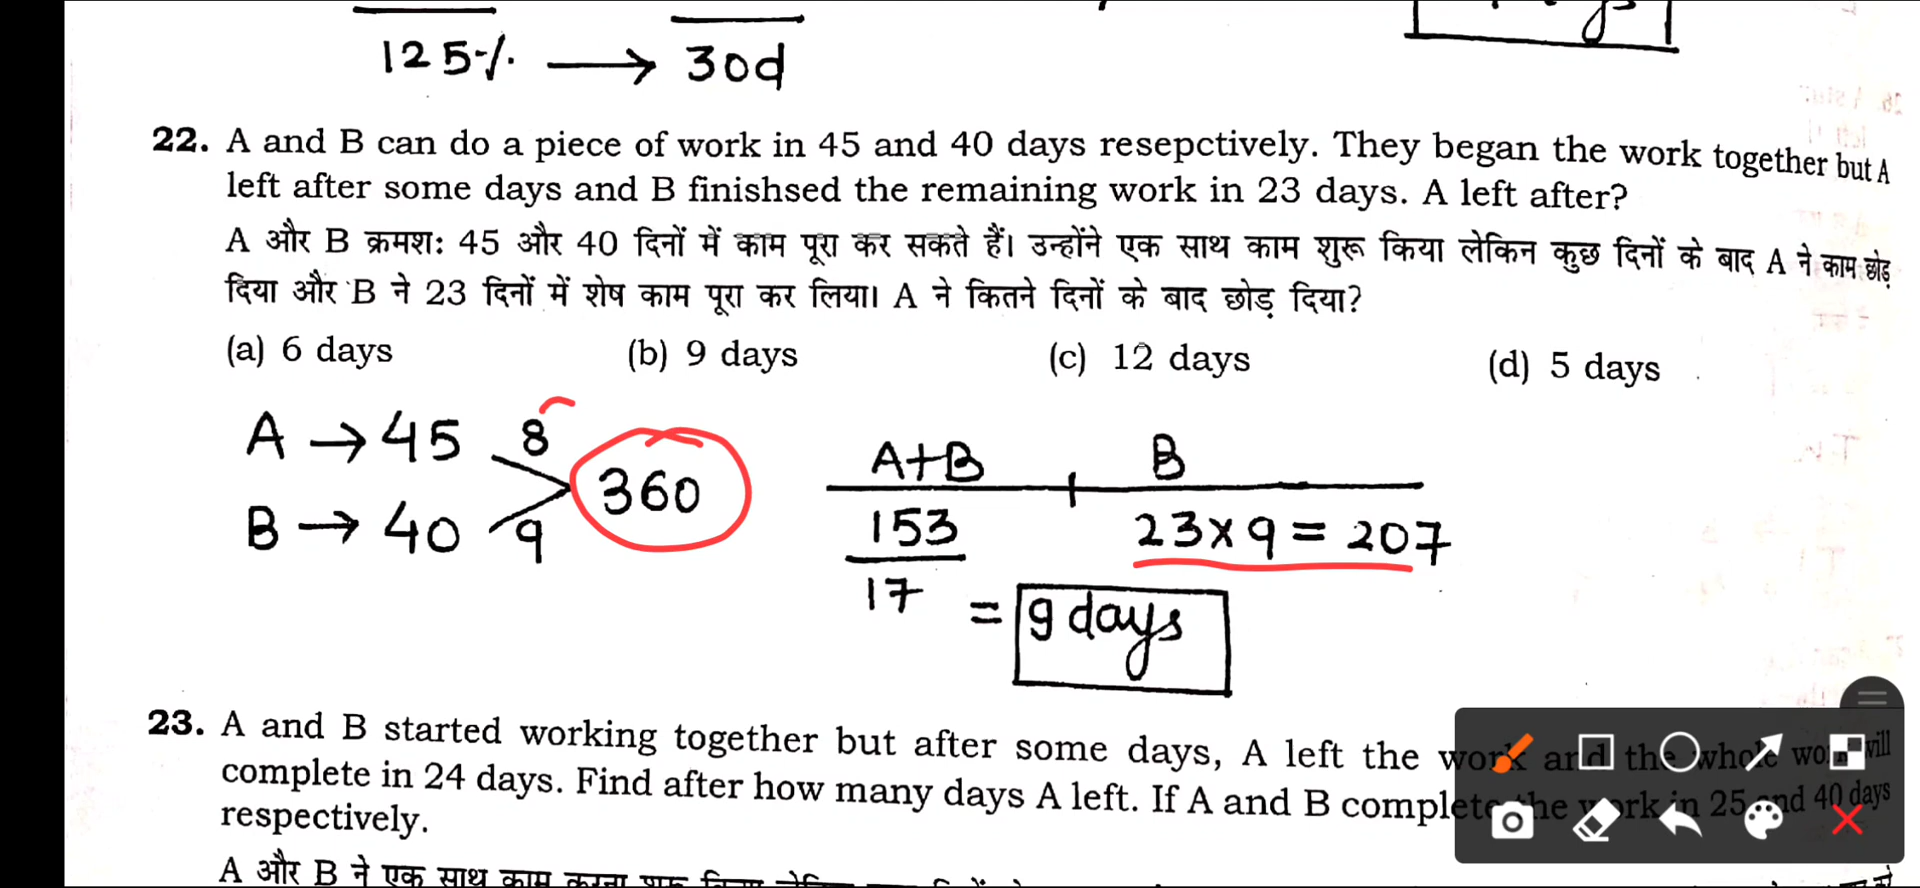 125% → 30d
22. A and B can do a piece of work in 45 and 40 days resepctively. They began the work together but A
left after some days and B finishsed the remaining work in 23 days. A left after?
A और B क्रमश: 45 और 40 दिनों में काम पूरा कर सकते हैं। उन्होंने एक साथ काम शुरू किया लेकिन कुछ दिनों के बाद A ने काम छोड़
दिया और B ने 23 दिनों में शेष काम पूरा कर लिया। A ने कितने दिनों के बाद छोड़ दिया?
(a) 6 days (b) 9 days (c) 12 days (d) 5 days
A → 45 8
360
B → 40 9
A+B B
153 23×9 = 207
17 = 9 days
23. A and B started working together but after some days, A left the work and the whole wo will
complete in 24 days. Find after how many days A left. If A and B complete the work in 25 and 40 days
respectively.
A और B ने एक साथ काम करना